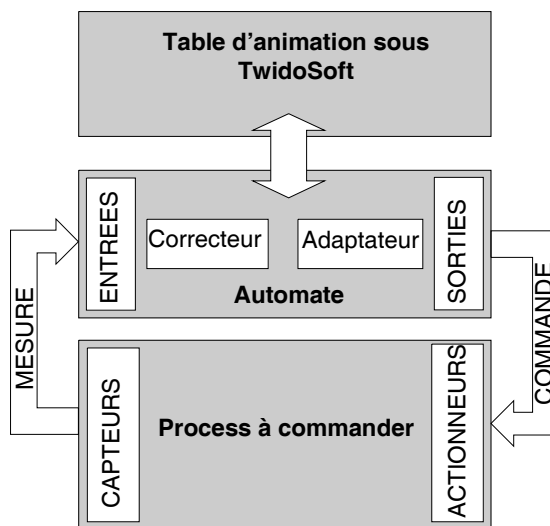 Table d'animation sous
TwidoSoft
ENTREES
Correcteur
Adaptateur
SORTIES
Automate
MESURE
COMMANDE
CAPTEURS
Process à commander
ACTIONNEURS